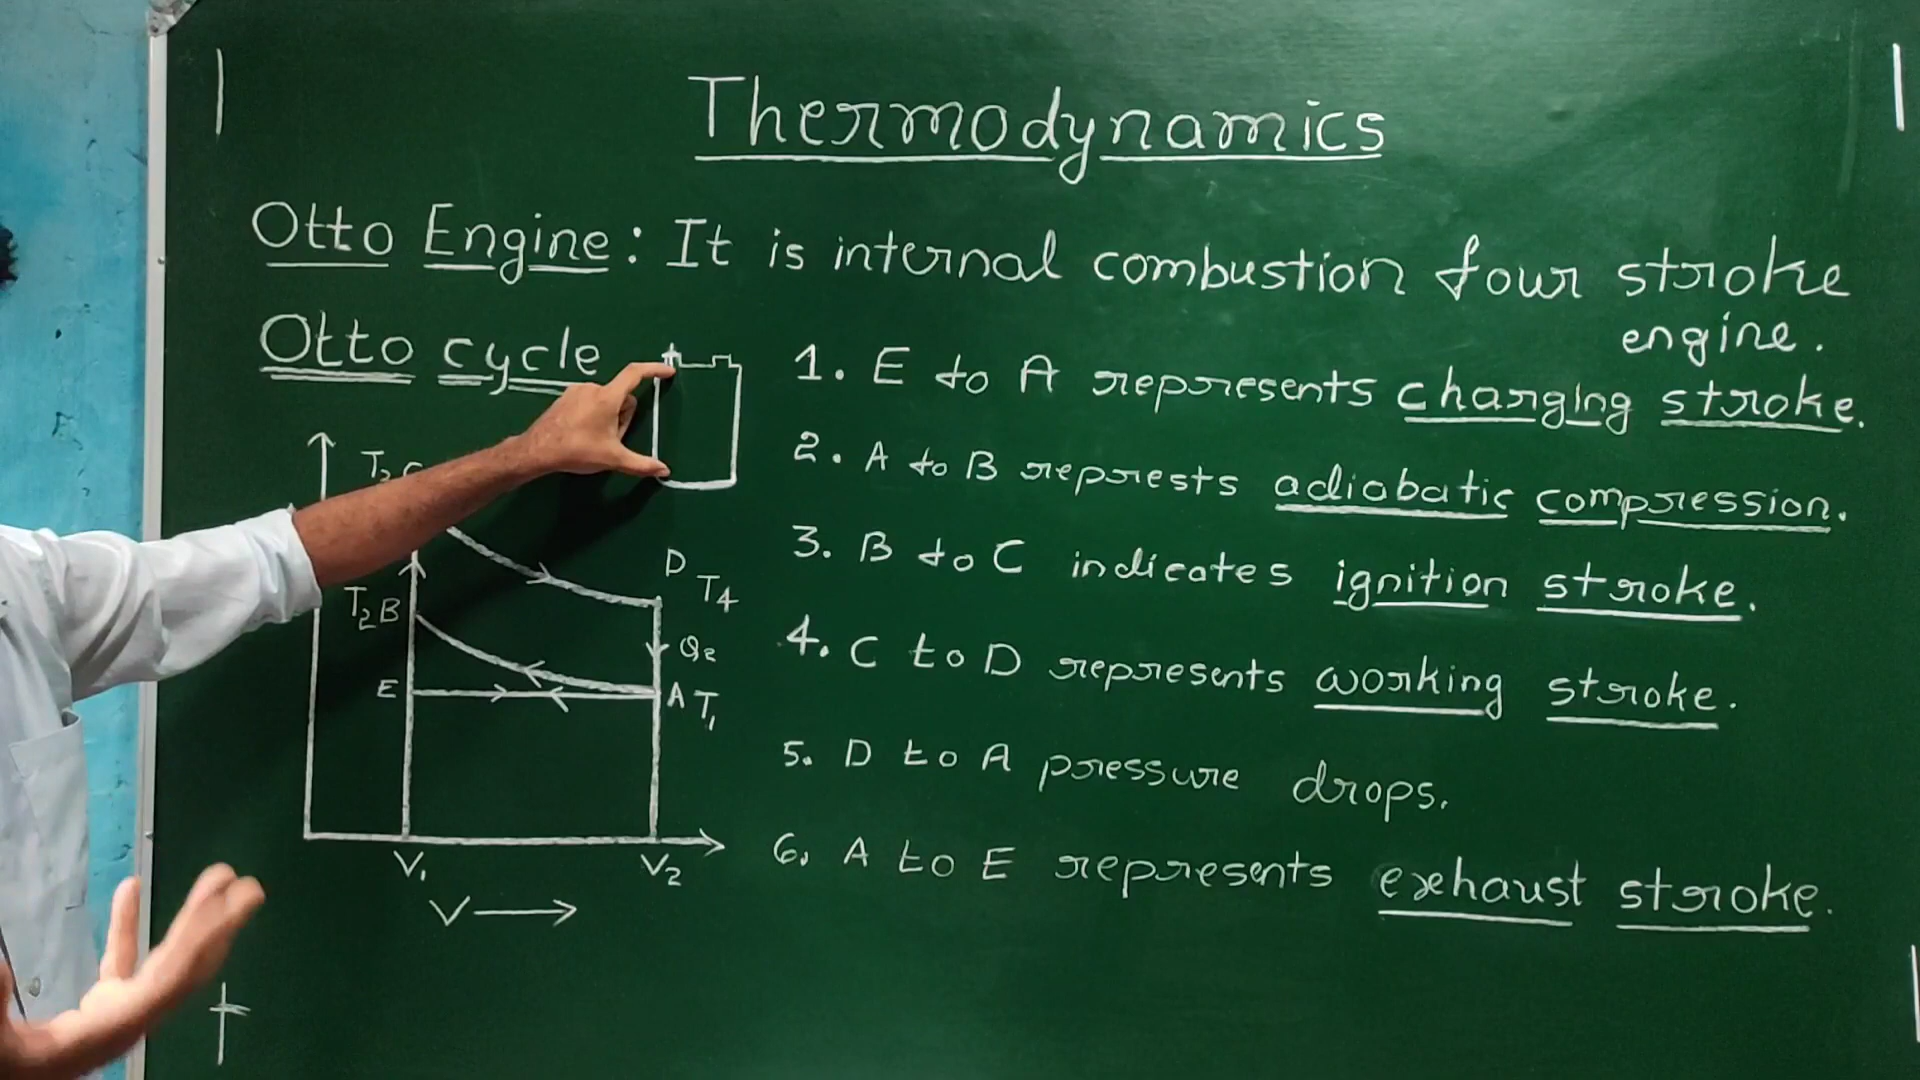 Thermodynamics
Otto Engine: It is internal combustion four stroke
engine.
Otto cycle
1. E to A represents charging stroke.
2. A to B represts adiabatic compression.
3. B to C indicates ignition stroke.
4. C to D represents working stroke.
5. D to A pressure drops.
6. A to E represents exhaust stroke.
C
D
T4
T2 B
Q2
E
A T1
V1
V2
V